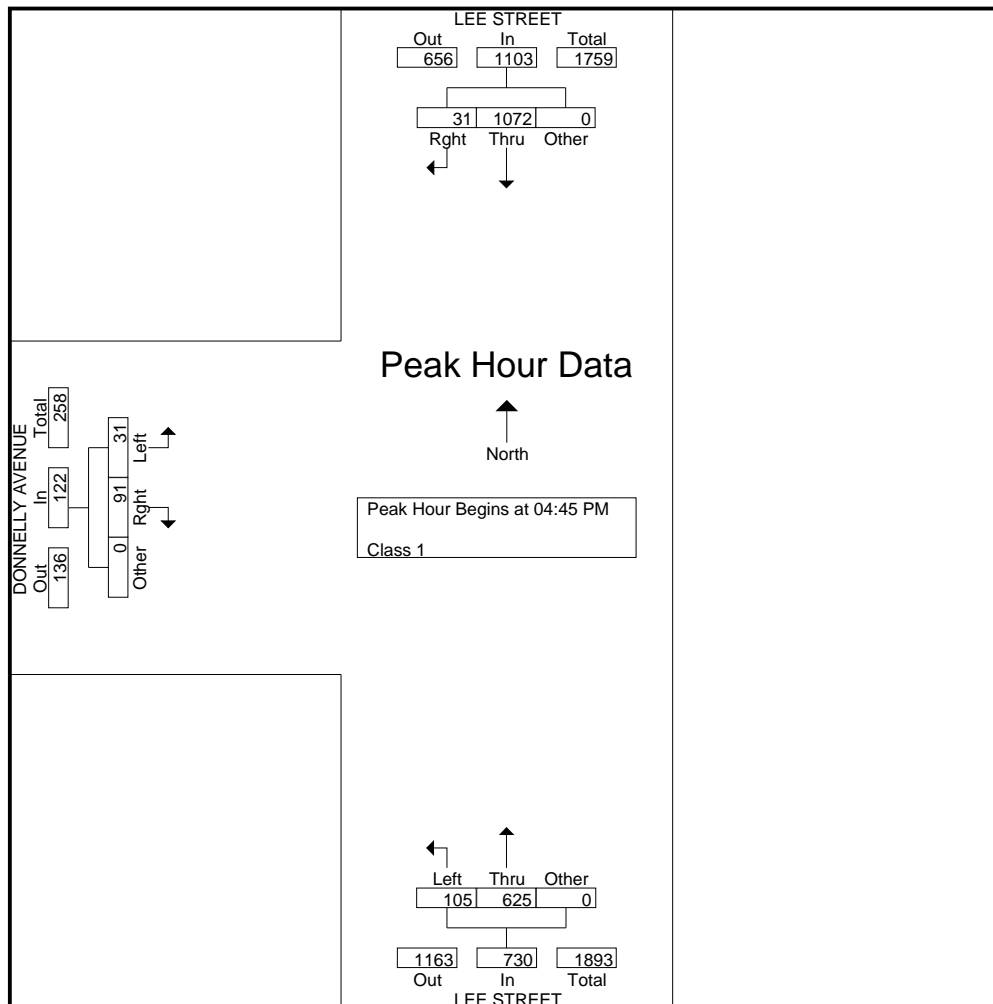 LEE STREET
Out In Total
656 1103 1759
31 1072 0
Rght Thru Other
Peak Hour Data
North
Peak Hour Begins at 04:45 PM
Class 1
DONNELLY AVENUE
Out In Total
136 122 258
0 91 31
Other Rght Left
Left Thru Other
105 625 0
1163 730 1893
Out In Total
LEE STREET